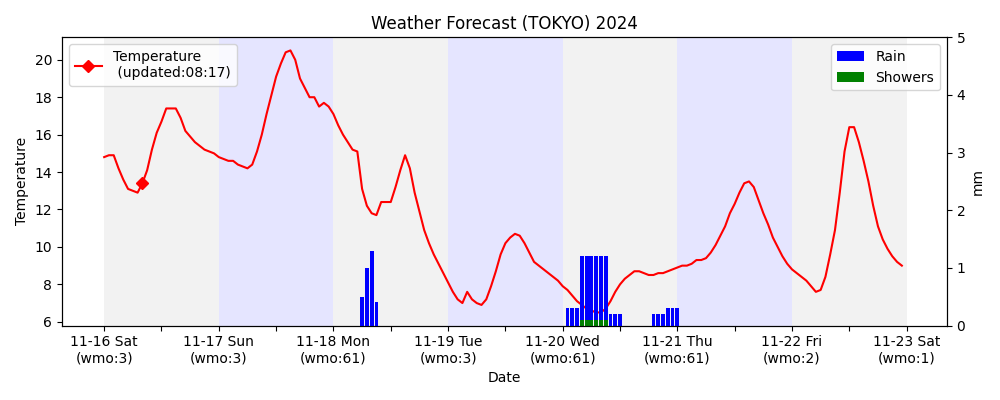 Weather Forecast (TOKYO) 2024
Temperature
(updated:08:17)
Rain
Showers
Temperature
20
18
16
14
12
10
8
6
5
4
3
2
1
0
mm
11-16 Sat
(wmo:3)
11-17 Sun
(wmo:3)
11-18 Mon
(wmo:61)
11-19 Tue
(wmo:3)
11-20 Wed
(wmo:61)
11-21 Thu
(wmo:61)
11-22 Fri
(wmo:2)
11-23 Sat
(wmo:1)
Date